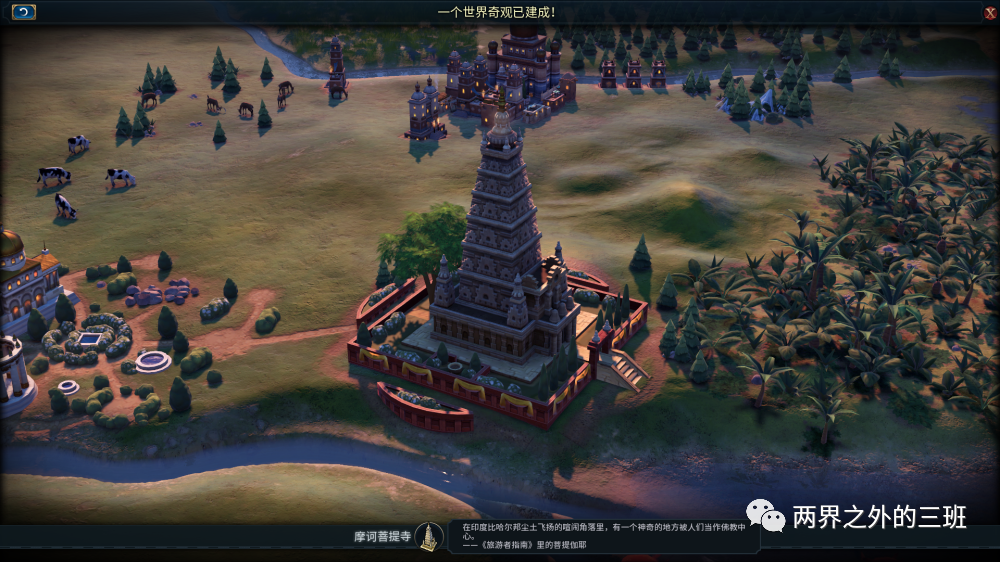 一个世界奇观已建成!
摩诃菩提寺
在印度比哈尔邦尘土飞扬的喧闹角落里，有一个神奇的地方被人们当作佛教中
心。
——《旅游者指南》里的菩提伽耶
两界之外的三班